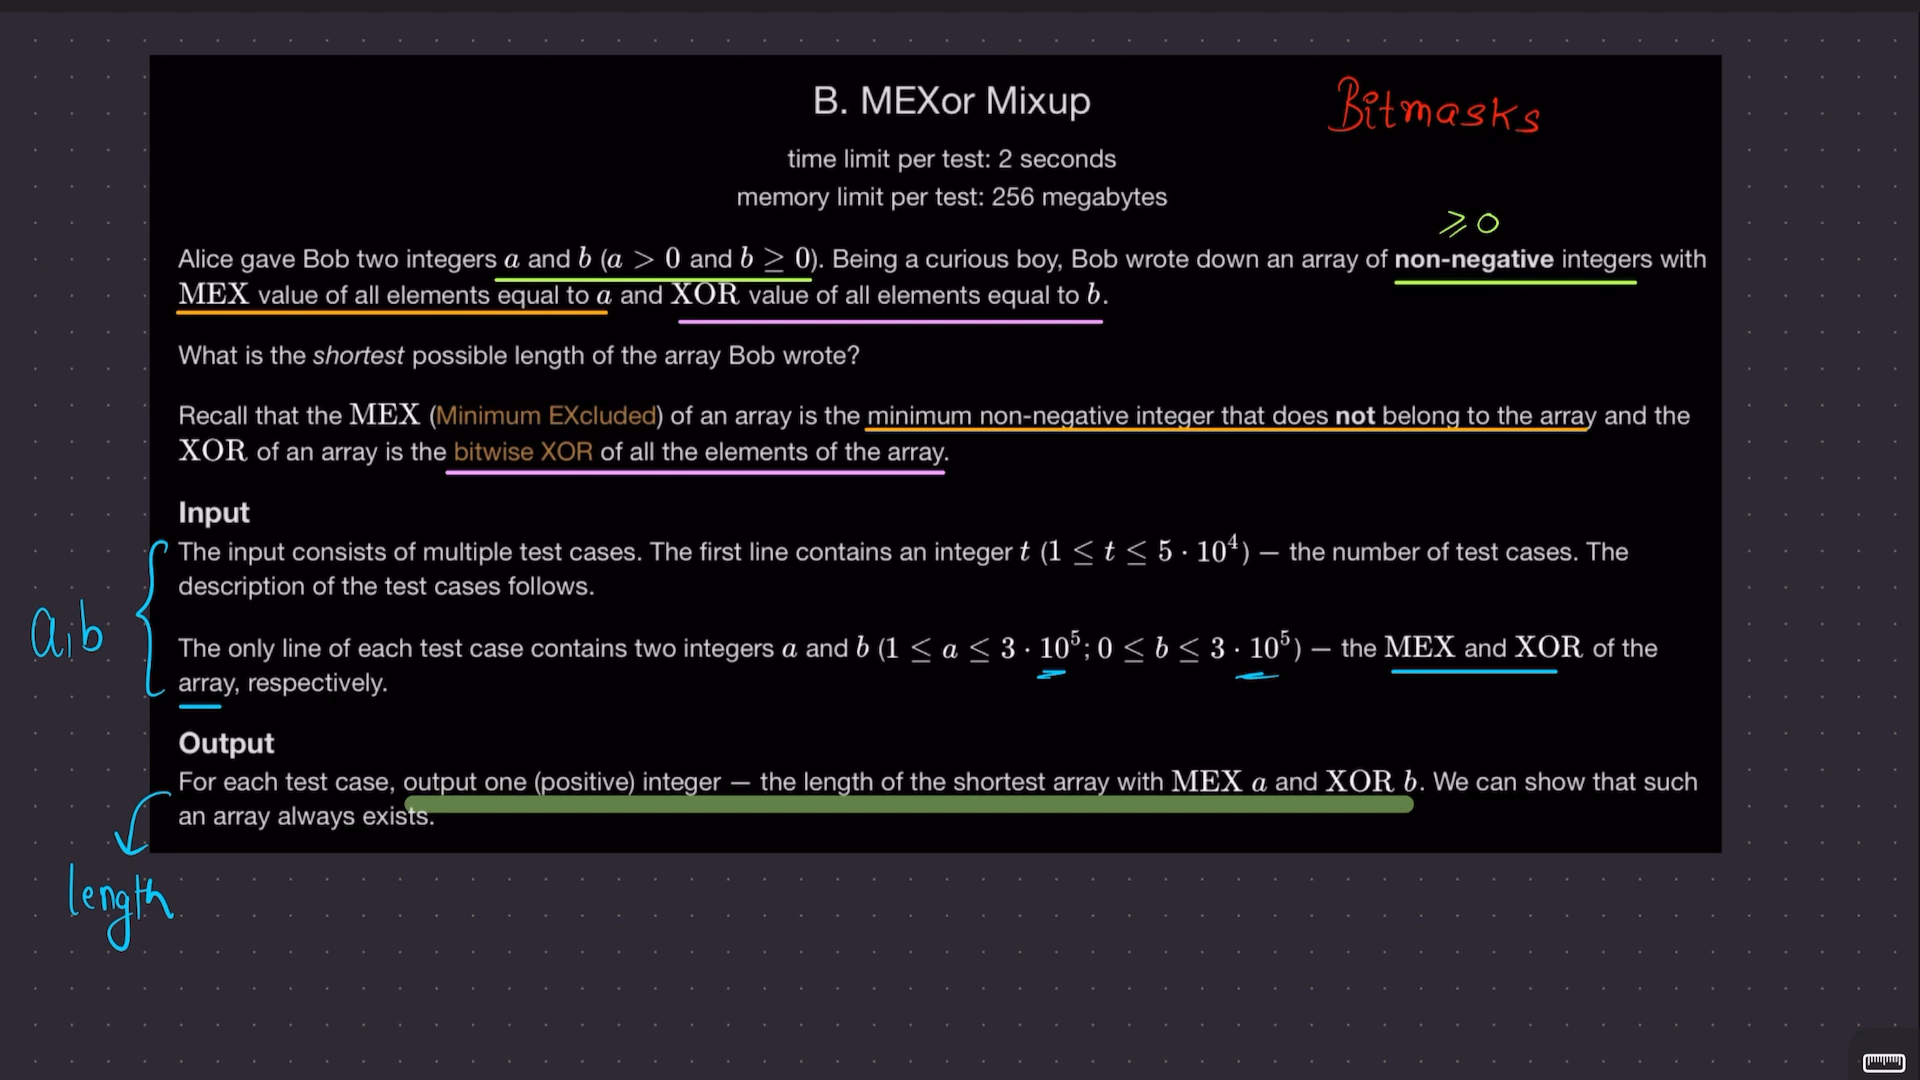 B. MEXor Mixup
Bitmasks
time limit per test: 2 seconds
memory limit per test: 256 megabytes
⩾ 0
Alice gave Bob two integers a and b (a > 0 and b ≥ 0). Being a curious boy, Bob wrote down an array of non-negative integers with
MEX value of all elements equal to a and XOR value of all elements equal to b.
What is the shortest possible length of the array Bob wrote?
Recall that the MEX (Minimum EXcluded) of an array is the minimum non-negative integer that does not belong to the array and the
XOR of an array is the bitwise XOR of all the elements of the array.
Input
The input consists of multiple test cases. The first line contains an integer t (1 ≤ t ≤ 5 · 10⁴) — the number of test cases. The
description of the test cases follows.
a,b
The only line of each test case contains two integers a and b (1 ≤ a ≤ 3 · 10⁵; 0 ≤ b ≤ 3 · 10⁵) — the MEX and XOR of the
array, respectively.
Output
For each test case, output one (positive) integer — the length of the shortest array with MEX a and XOR b. We can show that such
an array always exists.
length